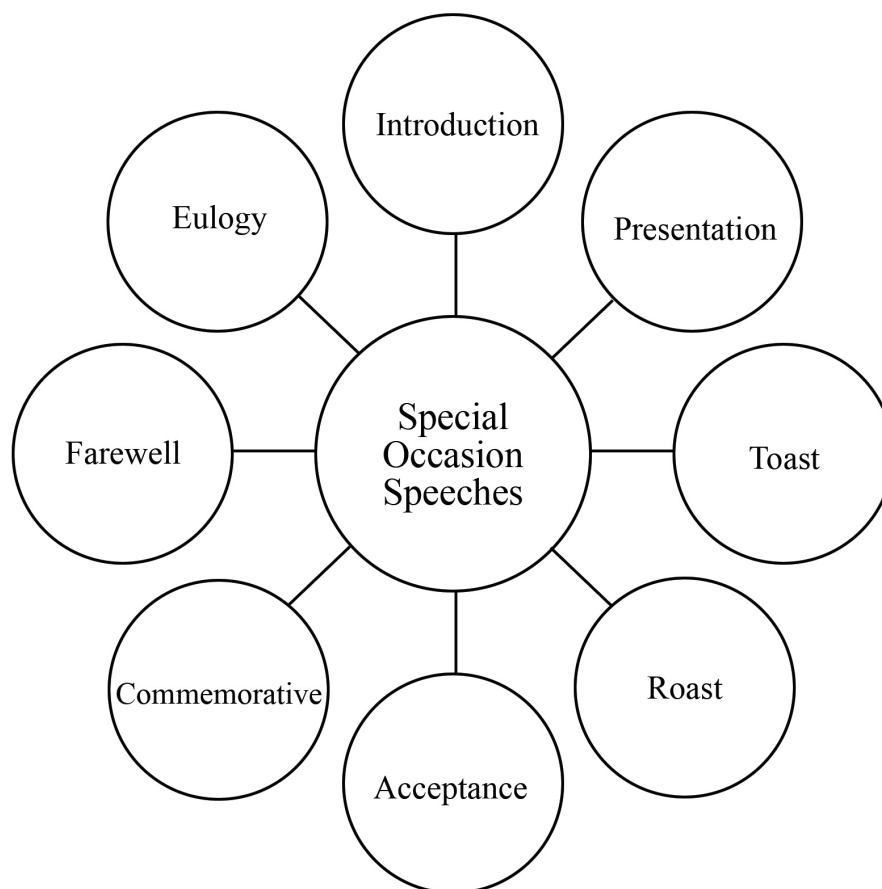 Introduction
Eulogy
Presentation
Special
Occasion
Speeches
Farewell
Toast
Commemorative
Roast
Acceptance